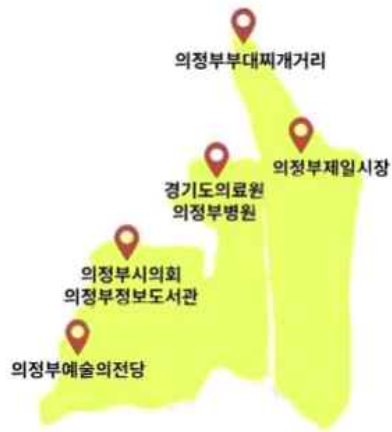 의정부부대찌개거리
의정부제일시장
경기도의료원
의정부병원
의정부시의회
의정부정보도서관
의정부예술의전당